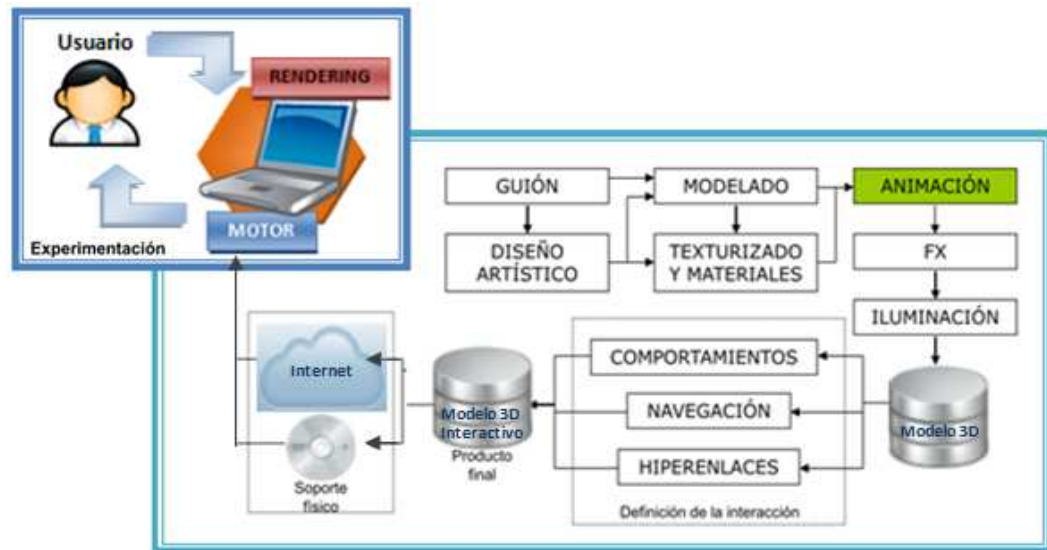 Usuario
RENDERING
MOTOR
Experimentación
GUIÓN
MODELADO
ANIMACIÓN
DISEÑO
ARTÍSTICO
TEXTURIZADO
Y MATERIALES
FX
ILUMINACIÓN
Modelo 3D
COMPORTAMIENTOS
NAVEGACIÓN
HIPERENLACES
Definición de la interacción
Modelo 3D
Interactivo
Producto
final
Internet
Soporte
físico